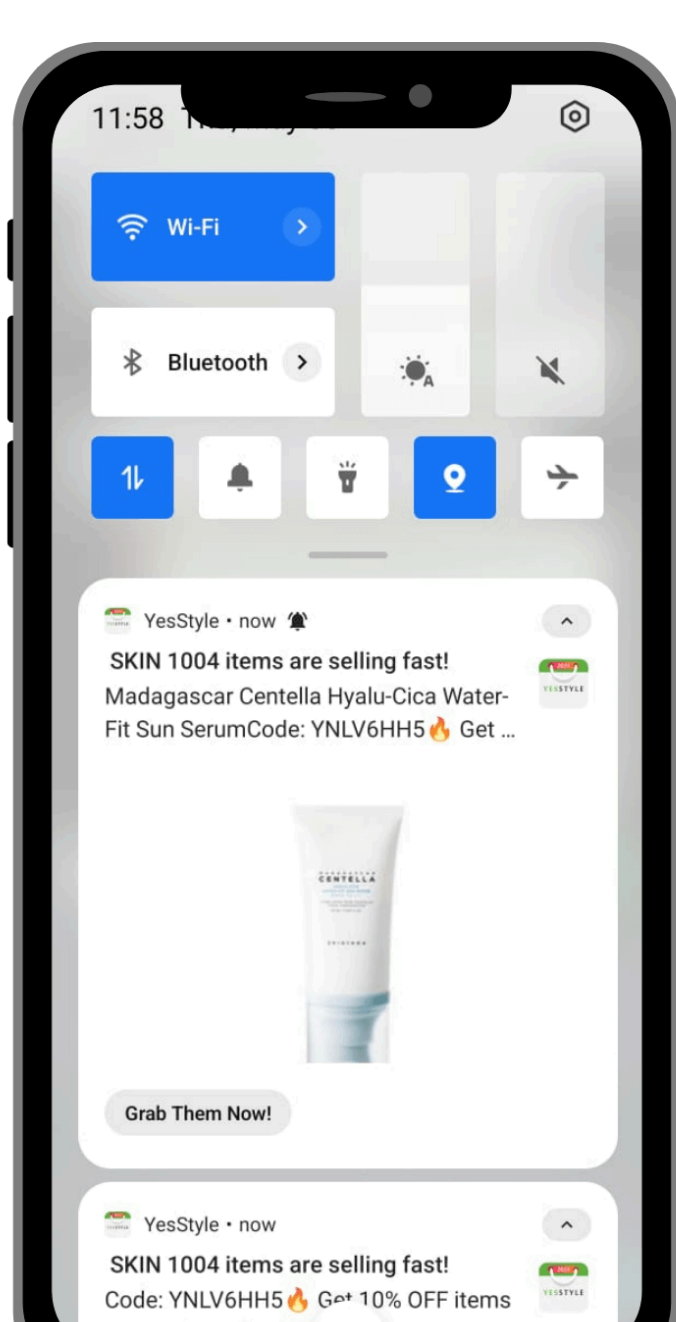 11:58
Wi-Fi
Bluetooth
A
YesStyle • now
SKIN 1004 items are selling fast!
Madagascar Centella Hyalu-Cica Water-
Fit Sun SerumCode: YNLV6HH5🔥 Get ...
YESSTYLE
CENTELLA
Grab Them Now!
YesStyle • now
SKIN 1004 items are selling fast!
Code: YNLV6HH5🔥 Get 10% OFF items
YESSTYLE